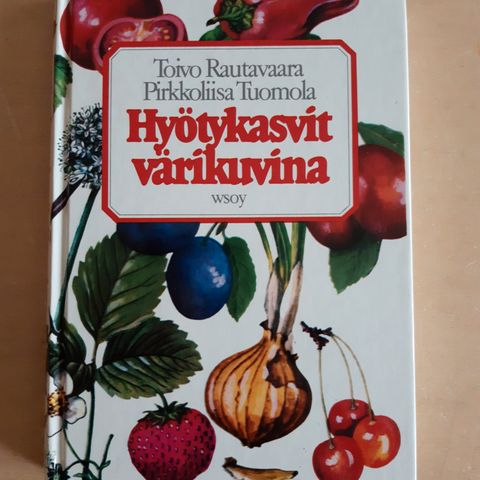 Toivo Rautavaara
Pirkkoliisa Tuomola
Hyötykasvit
värikuvina
wsoy